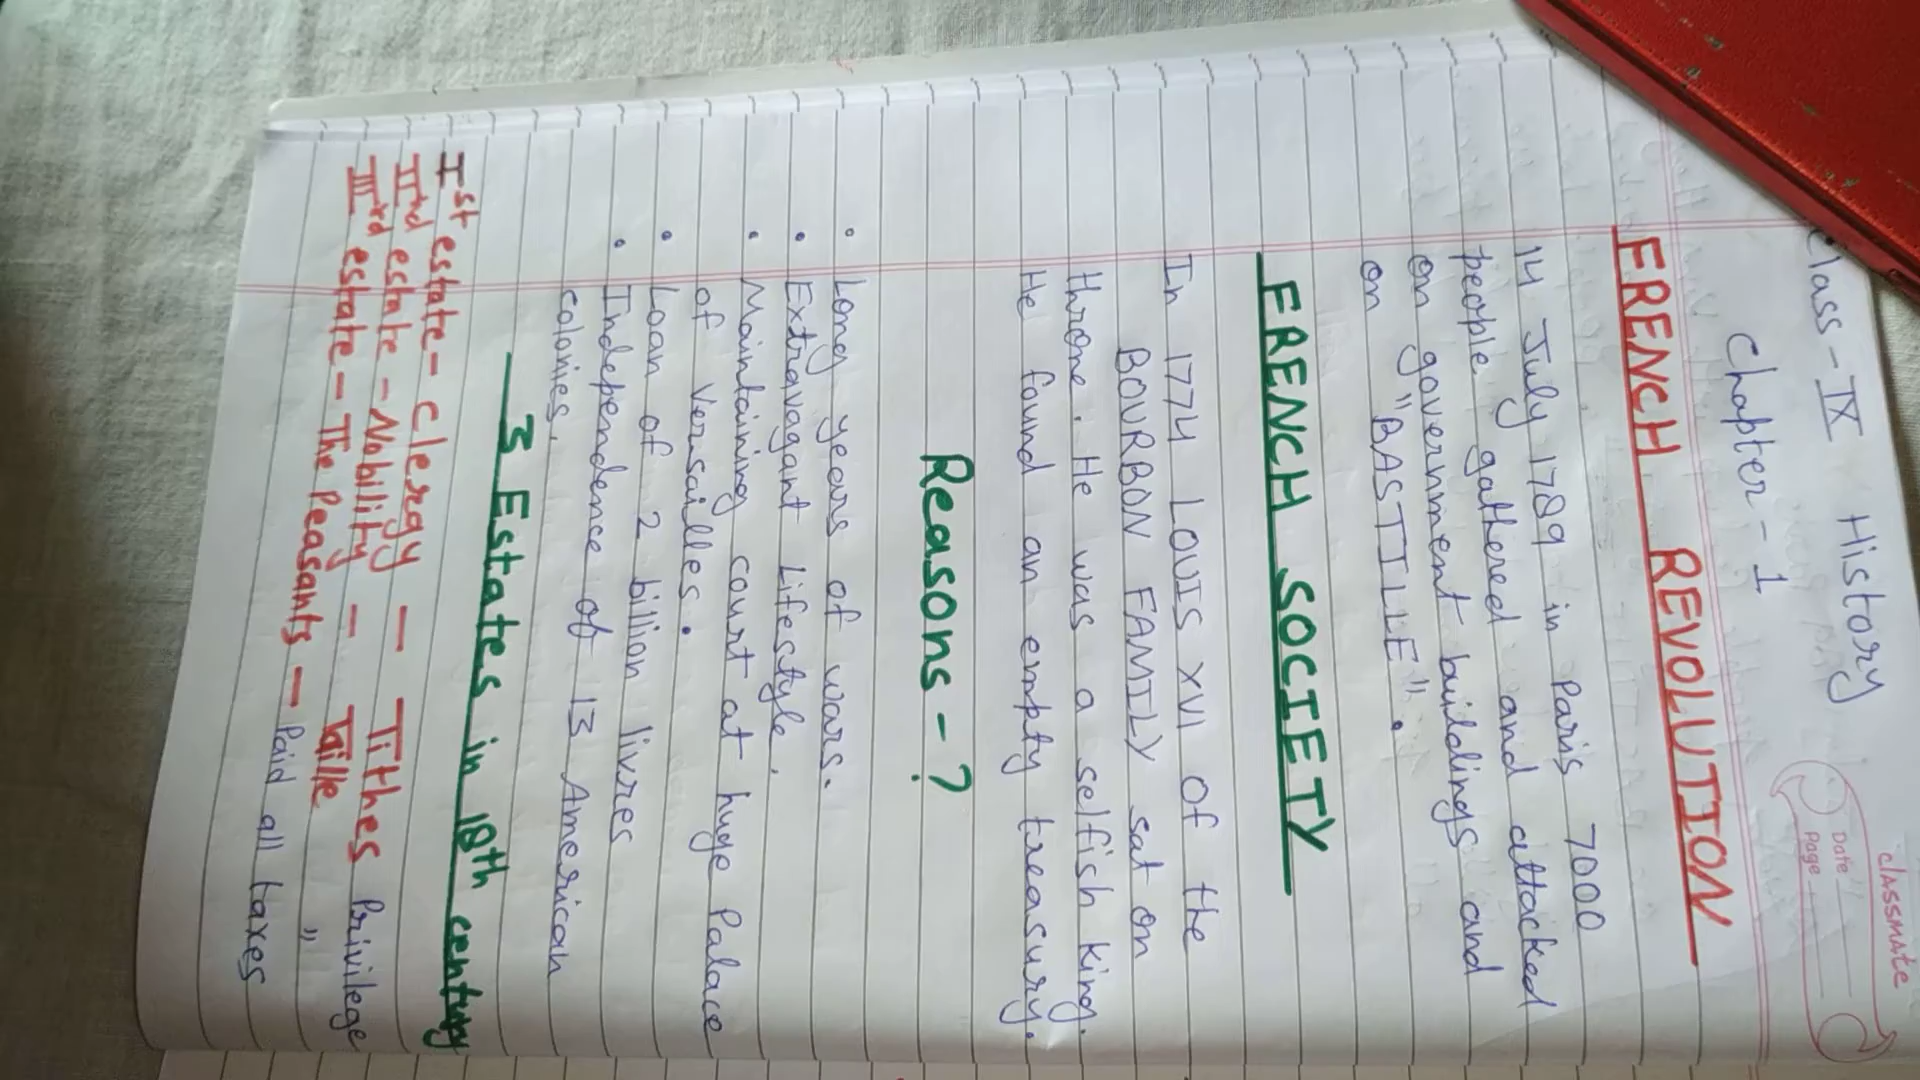 classmate
Date
Page
Class-IX History
Chapter-1
FRENCH REVOLUTION
14 July 1789 in Paris 7000
people gathered and attacked
on government buildings and
on "BASTILLE".
FRENCH SOCIETY
In 1774 LOUIS XVI of the
BOURBON FAMILY sat on
throne. He was a selfish king.
He found an empty treasury.
Reasons-?
• Long years of wars.
• Extravagant Lifestyle.
• Maintaining court at huge Palace
of Versailles.
• Loan of 2 billion livres
• Independence of 13 American
colonies.
3 Estates in 18th century
Ist estate - Clergy - Tithes Privilege
IInd estate - Nobility - Taille "
IIIrd estate - The Peasants - Paid all taxes